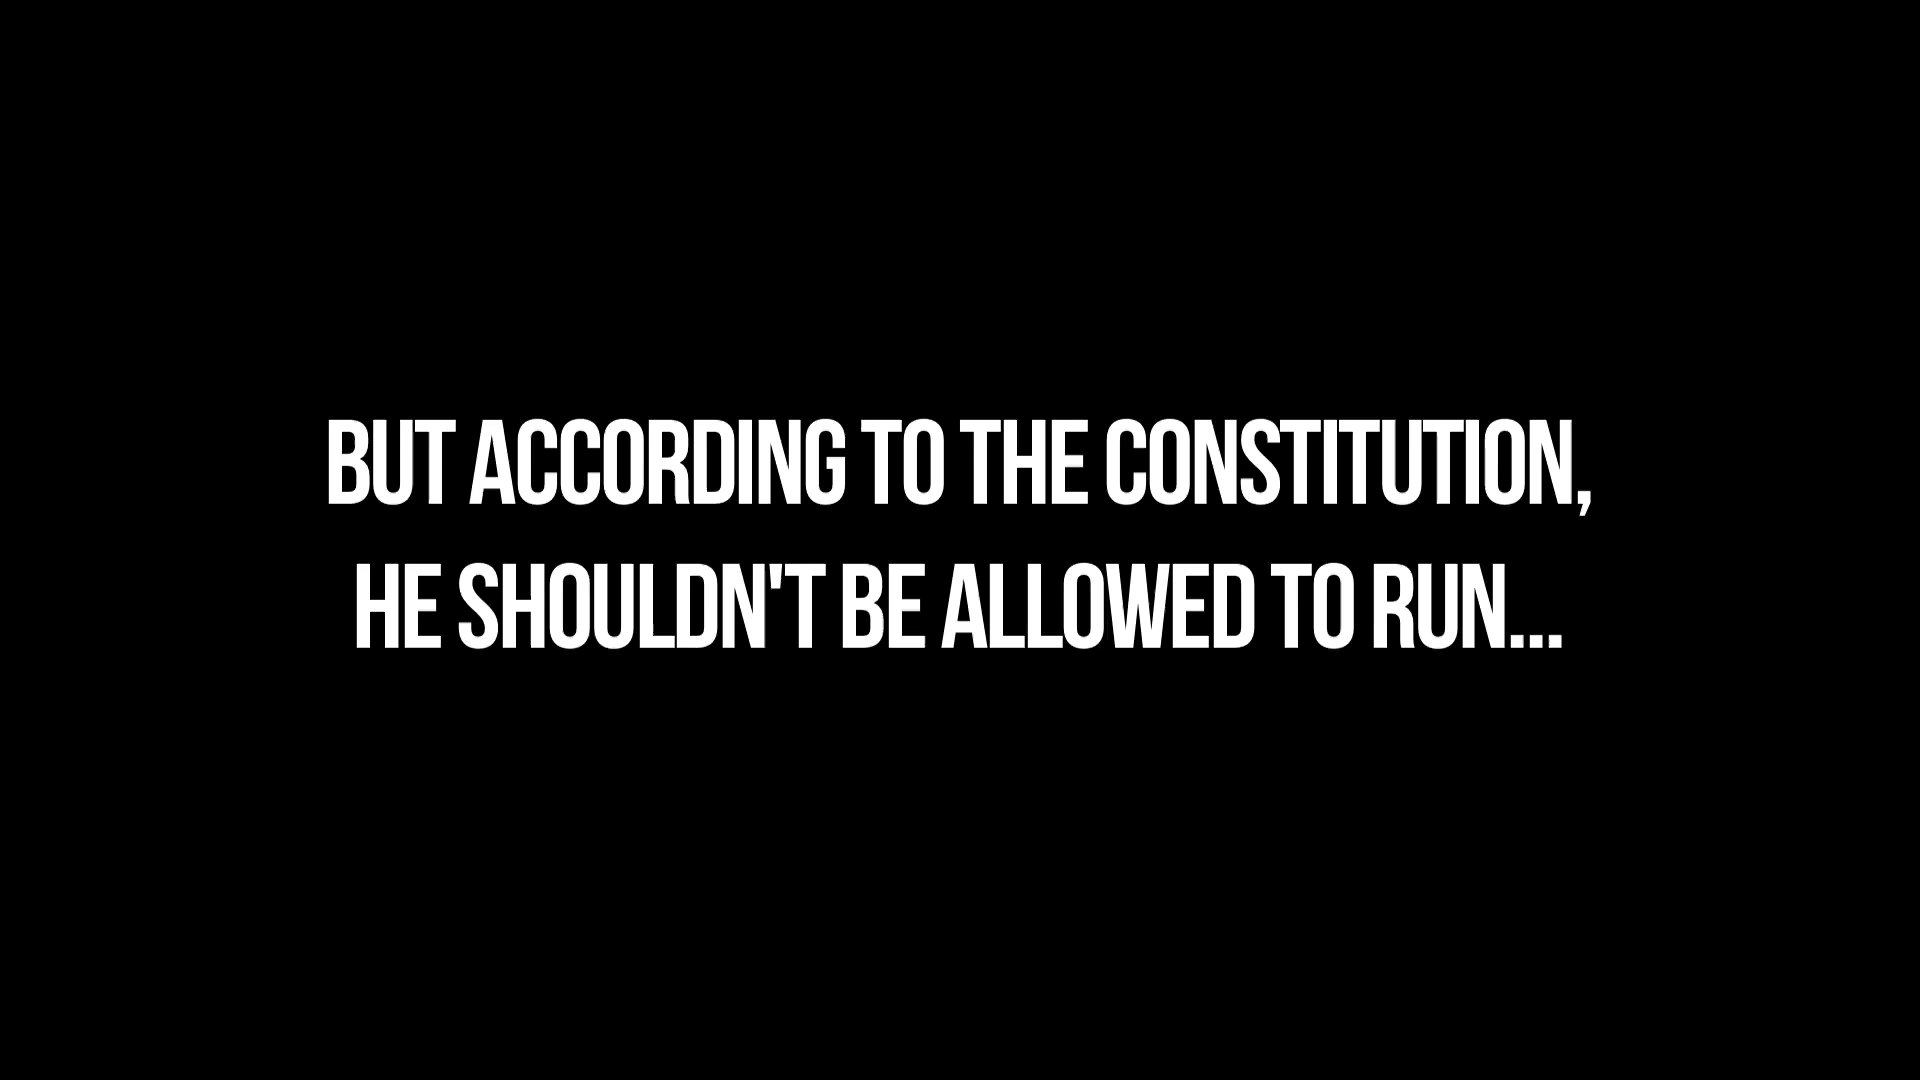 BUT ACCORDING TO THE CONSTITUTION,
HE SHOULDN'T BE ALLOWED TO RUN...